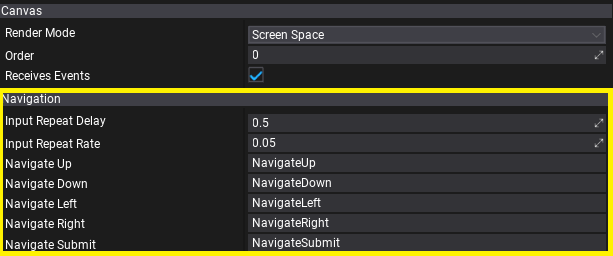 Canvas
Render Mode Screen Space
Order 0
Receives Events
Navigation
Input Repeat Delay 0.5
Input Repeat Rate 0.05
Navigate Up NavigateUp
Navigate Down NavigateDown
Navigate Left NavigateLeft
Navigate Right NavigateRight
Navigate Submit NavigateSubmit